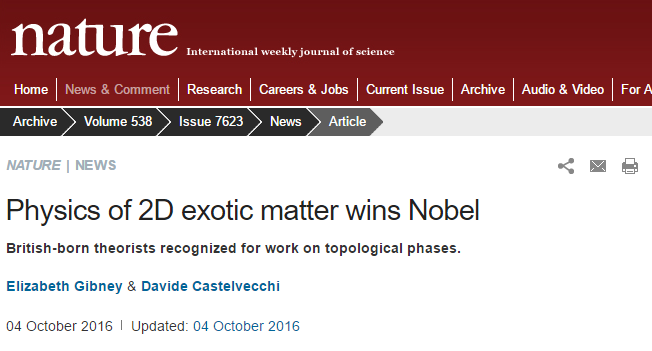 nature International weekly journal of science
Home News & Comment Research Careers & Jobs Current Issue Archive Audio & Video For A
Archive Volume 538 Issue 7623 News Article
NATURE | NEWS
Physics of 2D exotic matter wins Nobel
British-born theorists recognized for work on topological phases.
Elizabeth Gibney & Davide Castelvecchi
04 October 2016 | Updated: 04 October 2016